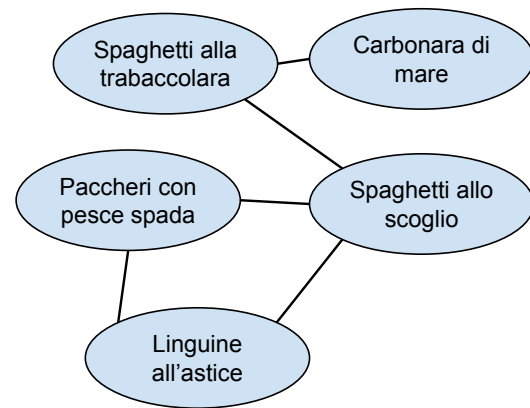 Spaghetti alla
trabaccolara
Carbonara di
mare
Paccheri con
pesce spada
Spaghetti allo
scoglio
Linguine
all'astice